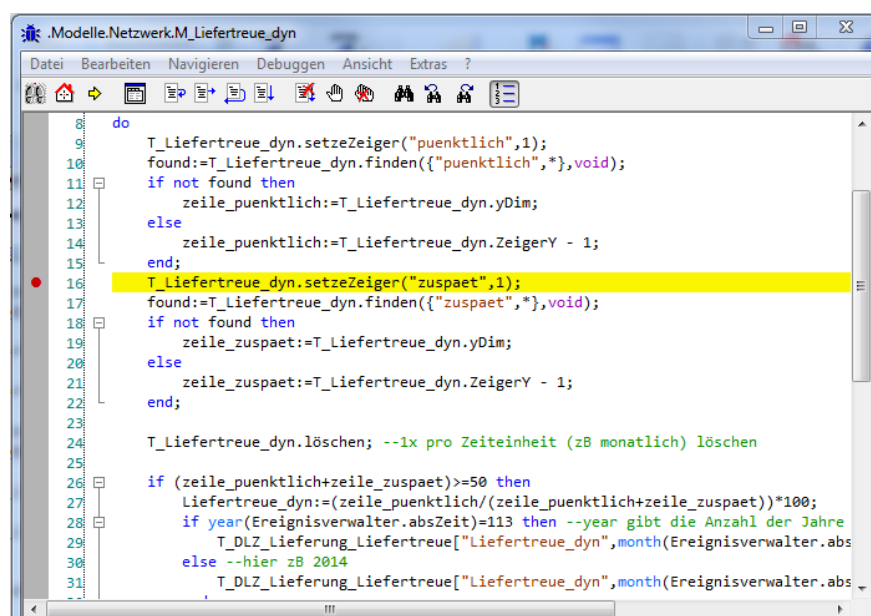 .Modelle.Netzwerk.M_Liefertreue_dyn
Datei Bearbeiten Navigieren Debuggen Ansicht Extras ?
8 do
9 T_Liefertreue_dyn.setzeZeiger("puenktlich",1);
10 found:=T_Liefertreue_dyn.finden({"puenktlich",*},void);
11 if not found then
12 zeile_puenktlich:=T_Liefertreue_dyn.yDim;
13 else
14 zeile_puenktlich:=T_Liefertreue_dyn.ZeigerY - 1;
15 end;
16 T_Liefertreue_dyn.setzeZeiger("zuspaet",1);
17 found:=T_Liefertreue_dyn.finden({"zuspaet",*},void);
18 if not found then
19 zeile_zuspaet:=T_Liefertreue_dyn.yDim;
20 else
21 zeile_zuspaet:=T_Liefertreue_dyn.ZeigerY - 1;
22 end;
23
24 T_Liefertreue_dyn.löschen; --1x pro Zeiteinheit (zB monatlich) löschen
25
26 if (zeile_puenktlich+zeile_zuspaet)>=50 then
27 Liefertreue_dyn:=(zeile_puenktlich/(zeile_puenktlich+zeile_zuspaet))*100;
28 if year(Ereignisverwalter.absZeit)=113 then --year gibt die Anzahl der Jahre
29 T_DLZ_Lieferung_Liefertreue["Liefertreue_dyn",month(Ereignisverwalter.abs
30 else --hier zB 2014
31 T_DLZ_Lieferung_Liefertreue["Liefertreue_dyn",month(Ereignisverwalter.abs